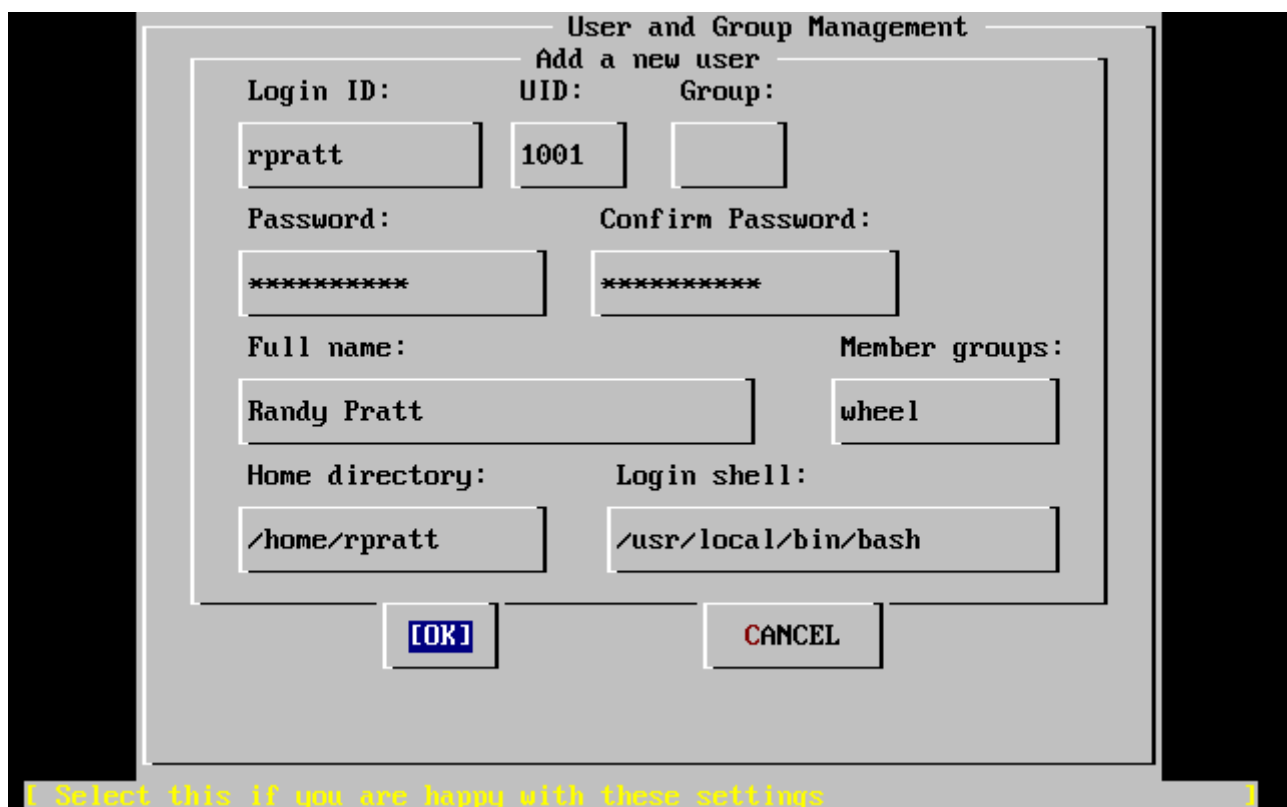 User and Group Management
Add a new user
Login ID: UID: Group:
rpratt 1001
Password: Confirm Password:
********** **********
Full name: Member groups:
Randy Pratt wheel
Home directory: Login shell:
/home/rpratt /usr/local/bin/bash
[OK] CANCEL
[ Select this if you are happy with these settings ]